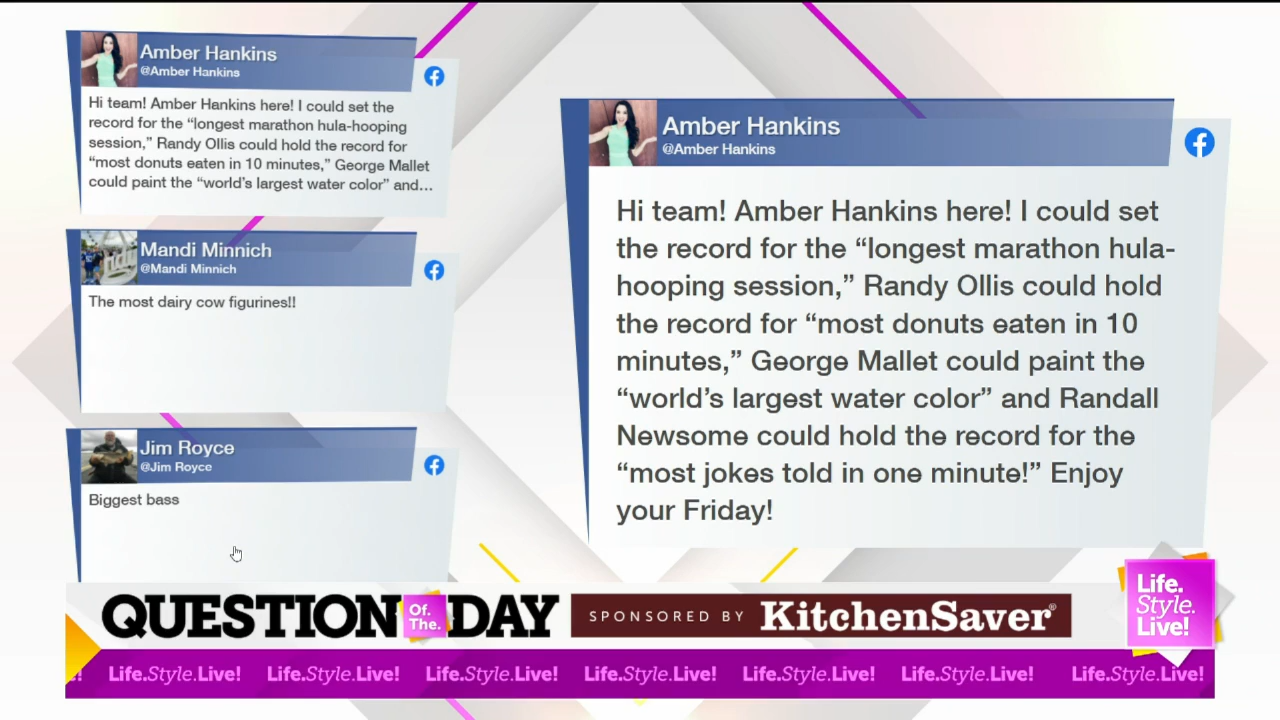 Amber Hankins
@Amber Hankins
Hi team! Amber Hankins here! I could set the
record for the “longest marathon hula-hooping
session,” Randy Ollis could hold the record for
“most donuts eaten in 10 minutes,” George Mallet
could paint the “world’s largest water color” and...
Mandi Minnich
@Mandi Minnich
The most dairy cow figurines!!
Jim Royce
@Jim Royce
Biggest bass
Amber Hankins
@Amber Hankins
Hi team! Amber Hankins here! I could set
the record for the “longest marathon hula-
hooping session,” Randy Ollis could hold
the record for “most donuts eaten in 10
minutes,” George Mallet could paint the
“world’s largest water color” and Randall
Newsome could hold the record for the
“most jokes told in one minute!” Enjoy
your Friday!
QUESTION Of. The. DAY
SPONSORED BY KitchenSaver®
Life.
Style.
Live!
e! Life.Style.Live! Life.Style.Live! Life.Style.Live! Life.Style.Live! Life.Style.Live! Life.Style.Live! Life.Style.Live!